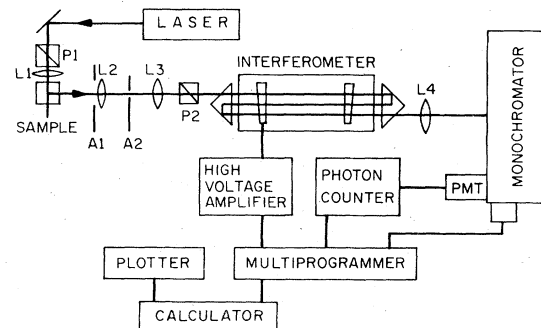 LASER
P1
L1
L2
L3
INTERFEROMETER
L4
MONOCHROMATOR
SAMPLE
A1
A2
P2
HIGH
VOLTAGE
AMPLIFIER
PHOTON
COUNTER
PMT
PLOTTER
MULTIPROGRAMMER
CALCULATOR